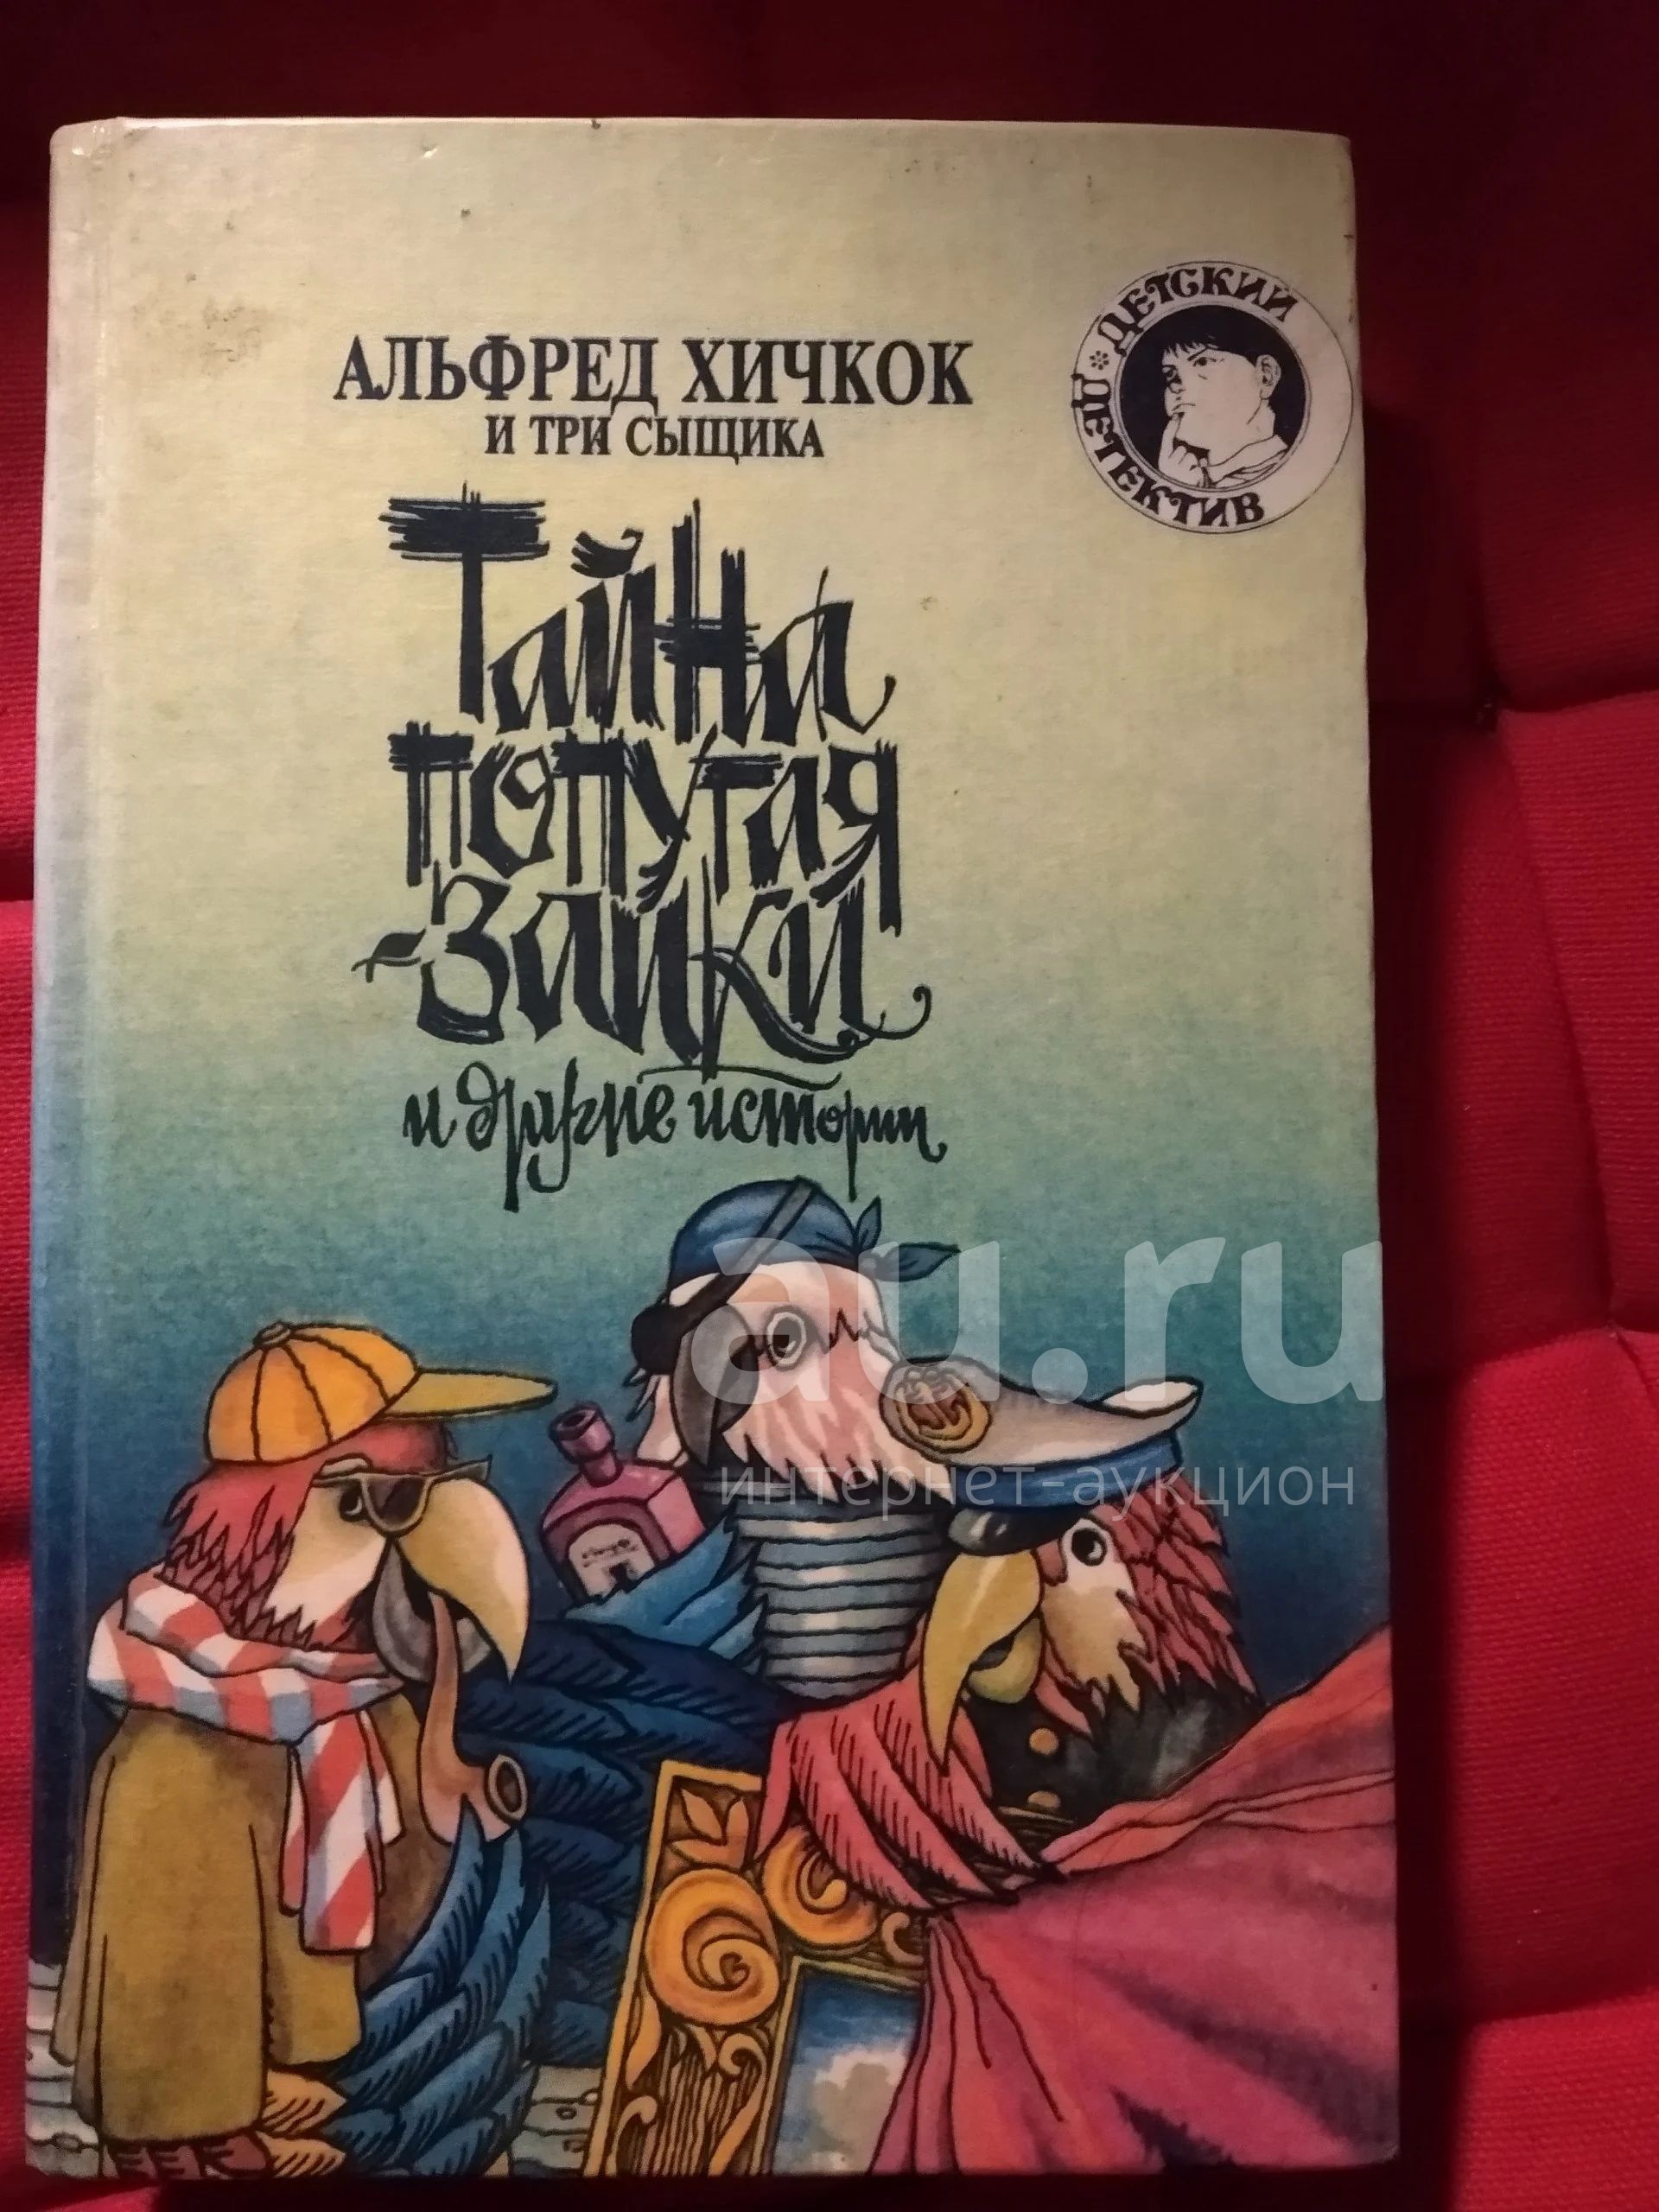 АЛЬФРЕД ХИЧКОК
И ТРИ СЫЩИКА
ДЕТСКИЙ
ДЕТЕКТИВ
Тайна
попугая
-заики
и другие истории
au.ru
интернет-аукцион